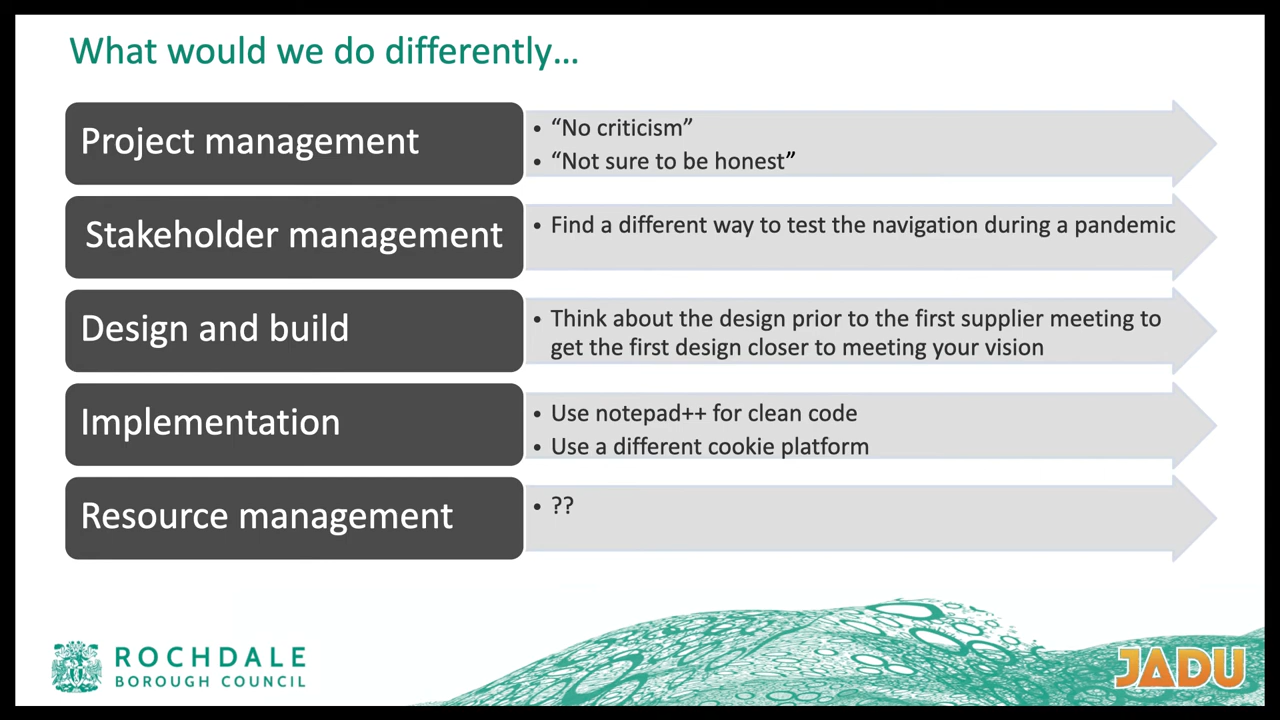 What would we do differently...
Project management
• “No criticism”
• “Not sure to be honest”
Stakeholder management
• Find a different way to test the navigation during a pandemic
Design and build
• Think about the design prior to the first supplier meeting to
get the first design closer to meeting your vision
Implementation
• Use notepad++ for clean code
• Use a different cookie platform
Resource management
• ??
ROCHDALE
BOROUGH COUNCIL
JADU